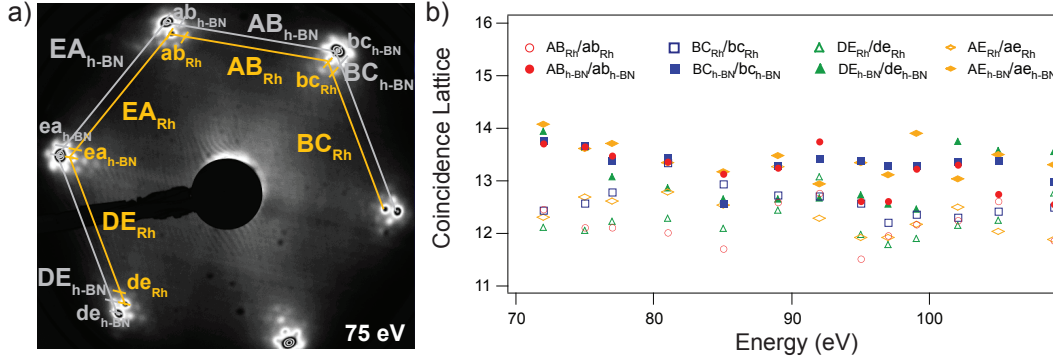 a)
ab h-BN
AB h-BN
bc h-BN
EA h-BN
ab Rh
AB Rh
bc Rh
BC h-BN
EA Rh
BC Rh
ea h-BN
ea h-BN
DE Rh
DE h-BN
de Rh
de h-BN
75 eV
b)
Coincidence Lattice
16
15
14
13
12
11
AB Rh/ab Rh
BC Rh/bc Rh
DE Rh/de Rh
AE Rh/ae Rh
AB h-BN/ab h-BN
BC h-BN/bc h-BN
DE h-BN/de h-BN
AE h-BN/ae h-BN
70
80
90
100
Energy (eV)